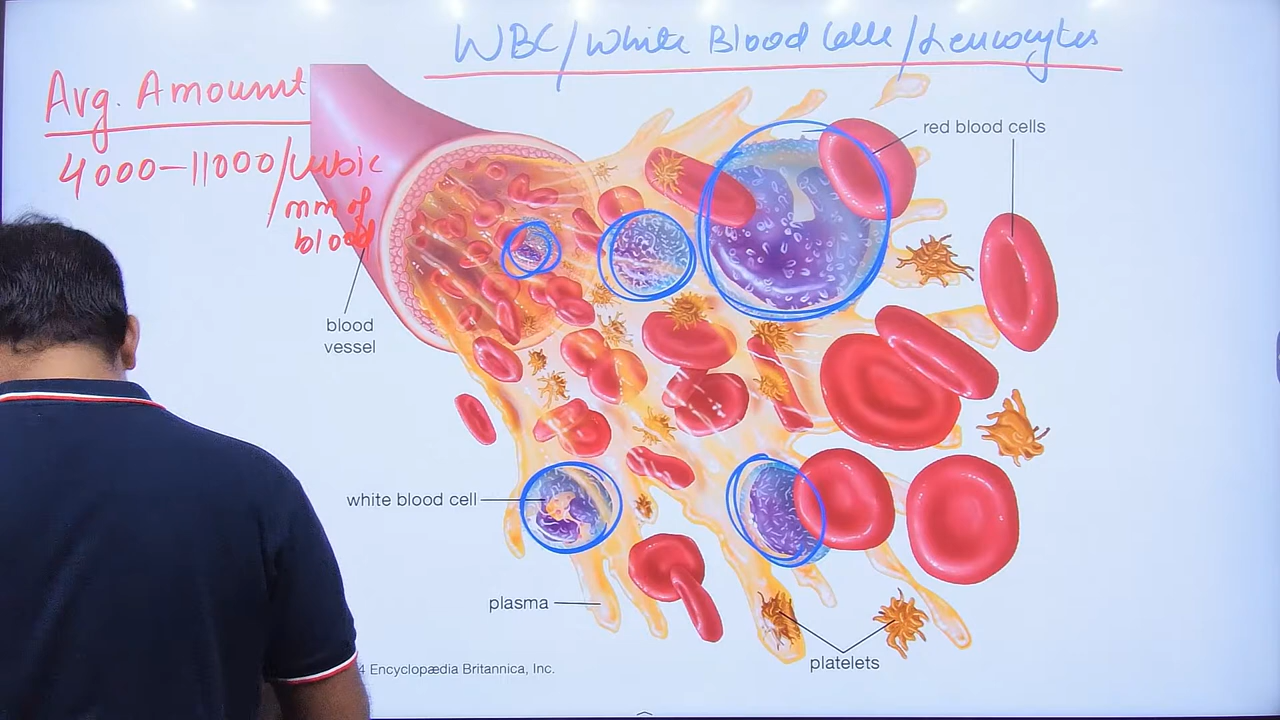 WBC/White Blood Cells/Leucocytes
Avg. Amount
4000-11000/cubic
mm of
blood
red blood cells
blood
vessel
white blood cell
plasma
platelets
4 Encyclopædia Britannica, Inc.